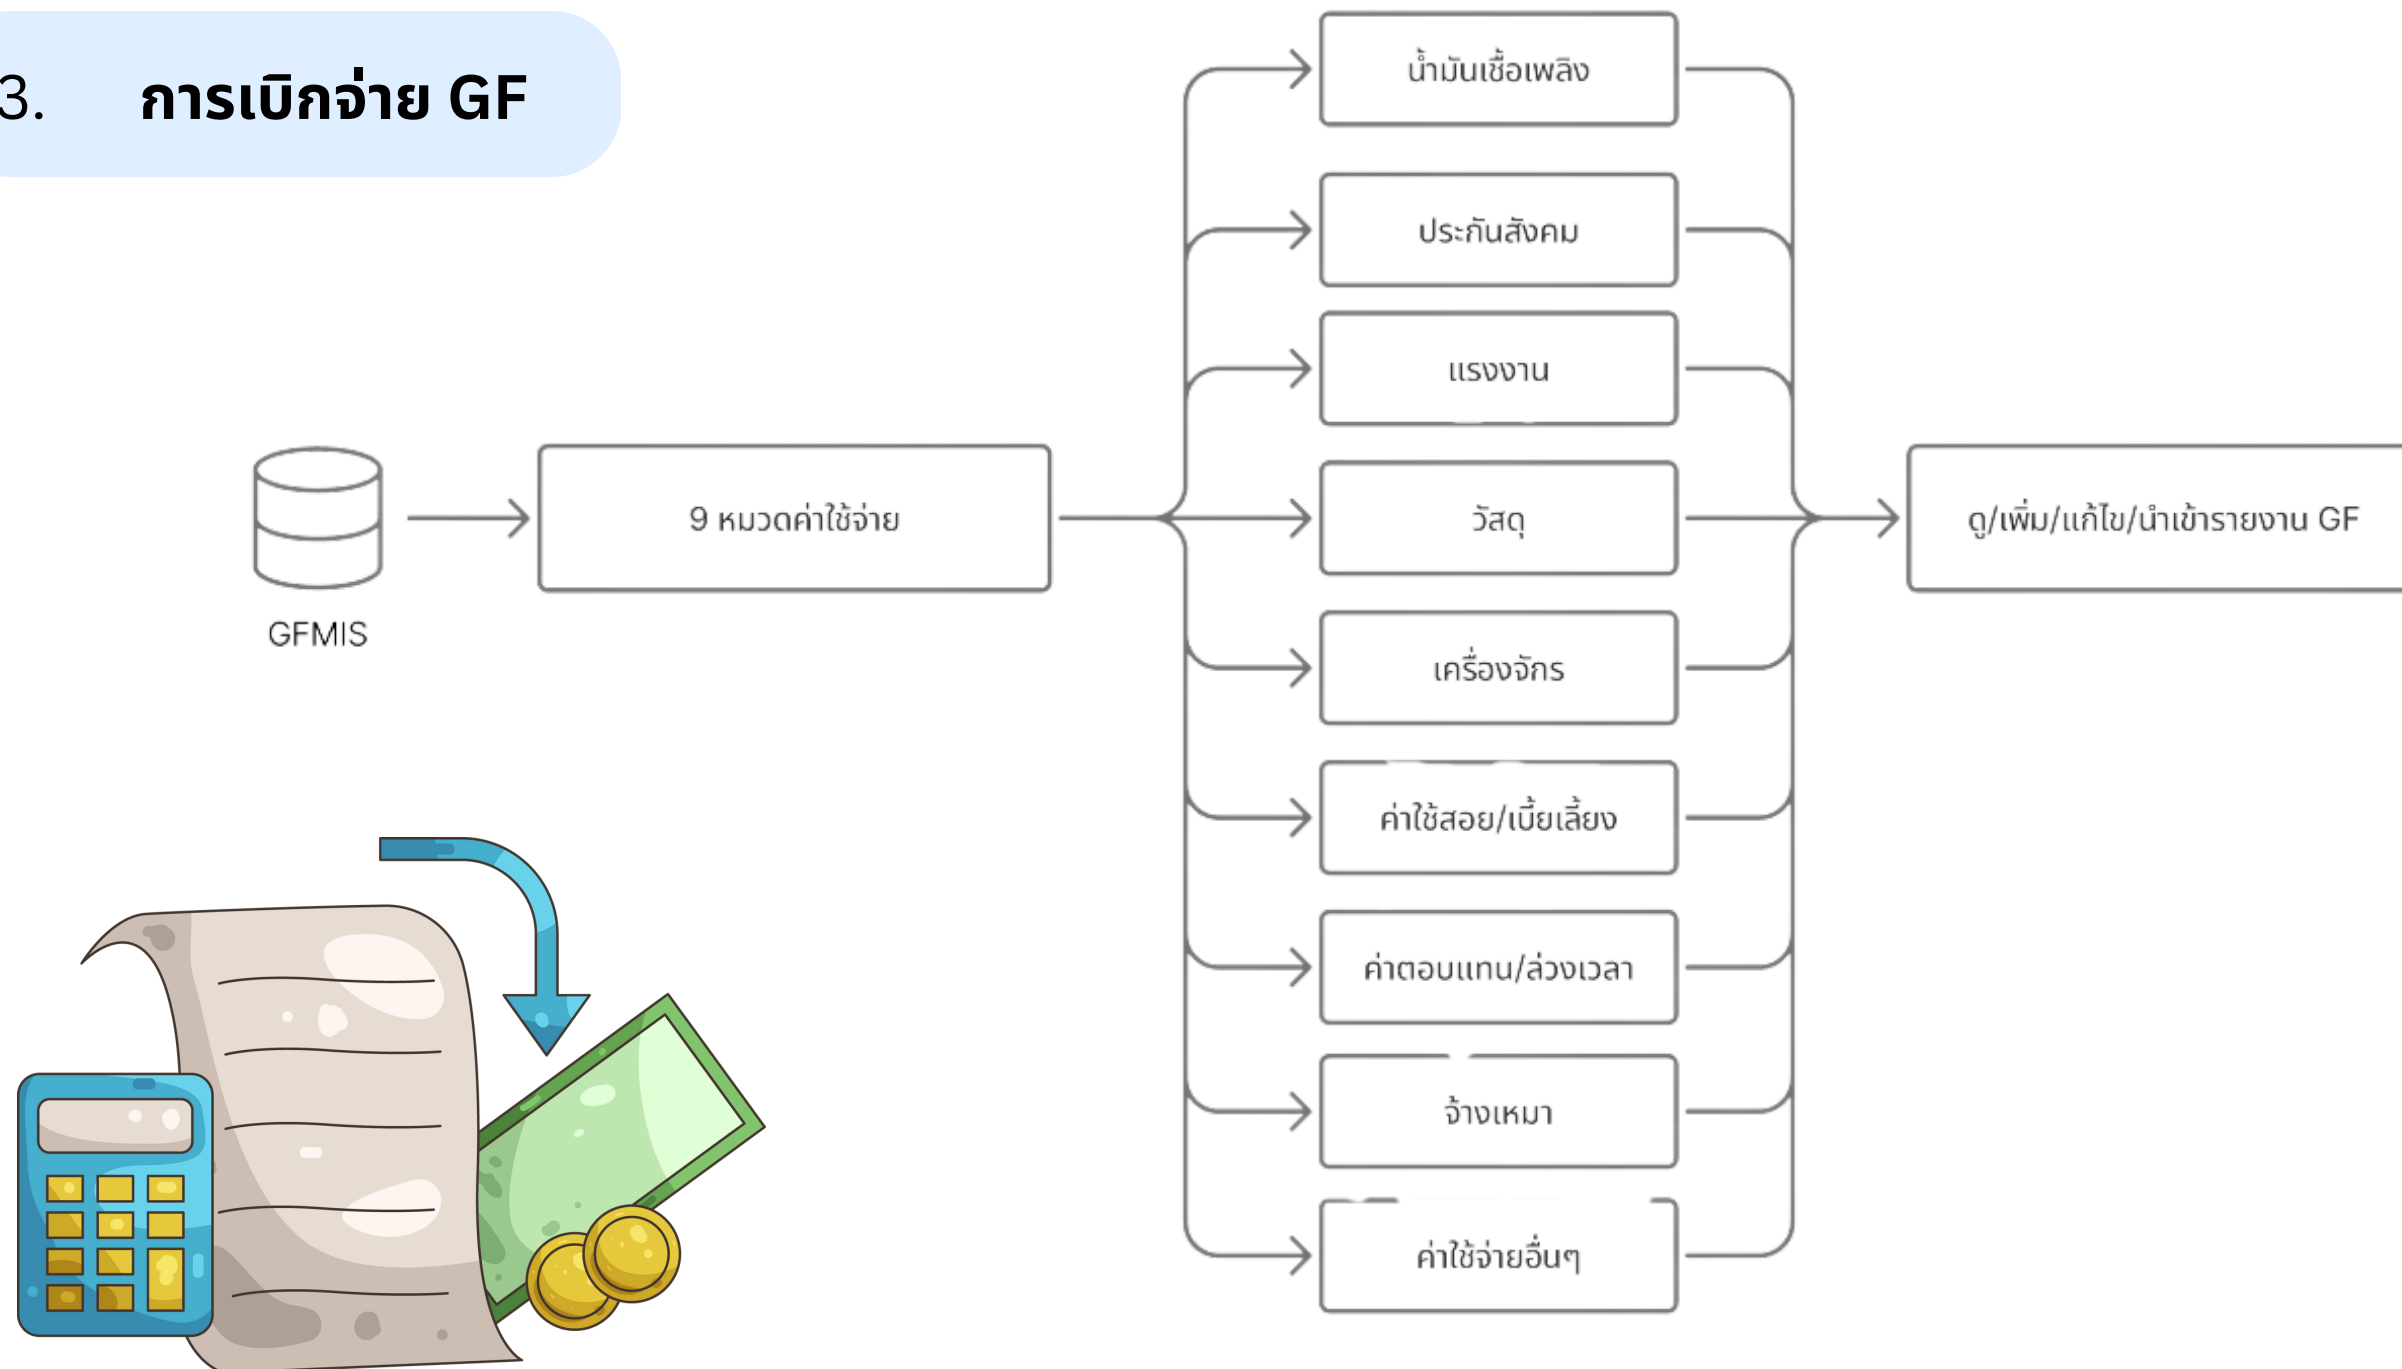 3. การเบิกจ่าย GF
น้ำมันเชื้อเพลิง
ประกันสังคม
แรงงาน
GFMIS
9 หมวดค่าใช้จ่าย
วัสดุ
เครื่องจักร
ค่าใช้สอย/เบี้ยเลี้ยง
ค่าตอบแทน/ล่วงเวลา
จ้างเหมา
ค่าใช้จ่ายอื่นๆ
ดู/เพิ่ม/แก้ไข/นำเข้ารายงาน GF